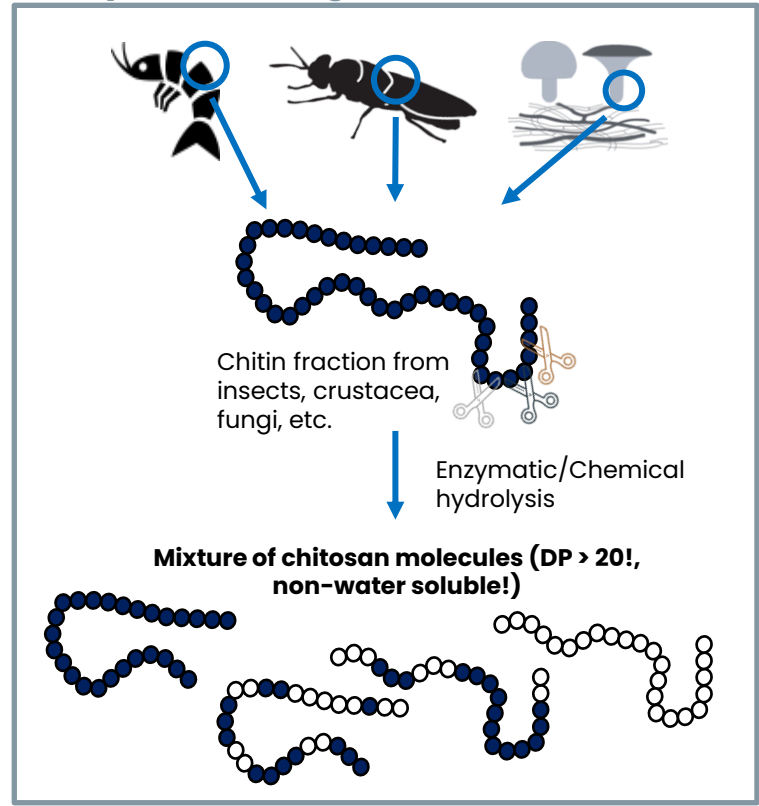 Chitin fraction from
insects, crustacea,
fungi, etc.
Enzymatic/Chemical
hydrolysis
Mixture of chitosan molecules (DP > 20!,
non-water soluble!)